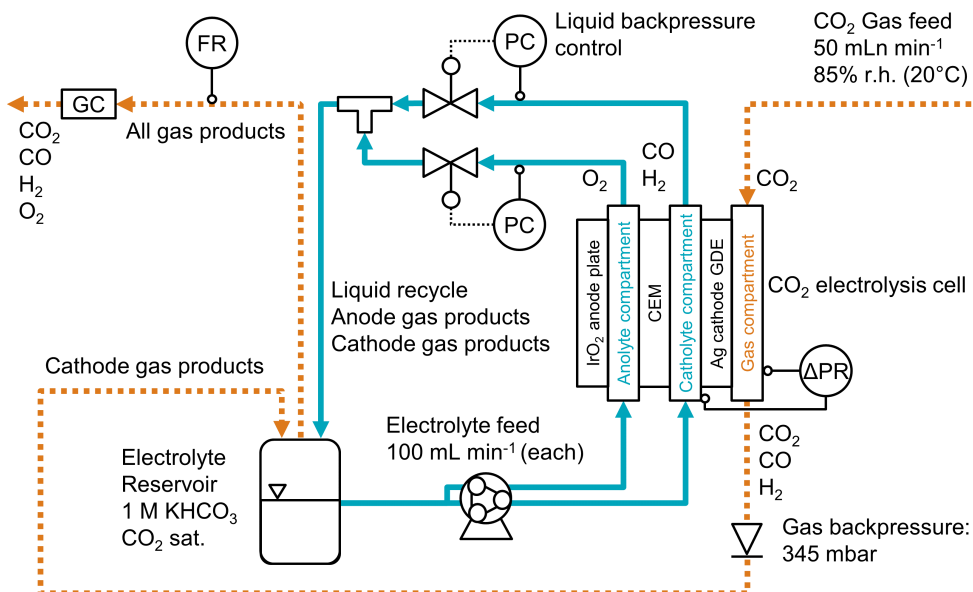 FR
PC
Liquid backpressure
control
CO₂ Gas feed
50 mLn min⁻¹
85% r.h. (20°C)
GC
All gas products
CO₂
CO
H₂
O₂
PC
O₂
CO
H₂
CO₂
IrO₂ anode plate
Anolyte compartment
CEM
Catholyte compartment
Ag cathode GDE
Gas compartment
CO₂ electrolysis cell
Liquid recycle
Anode gas products
Cathode gas products
Cathode gas products
ΔPR
Electrolyte feed
100 mL min⁻¹ (each)
CO₂
CO
H₂
Electrolyte
Reservoir
1 M KHCO₃
CO₂ sat.
Gas backpressure:
345 mbar